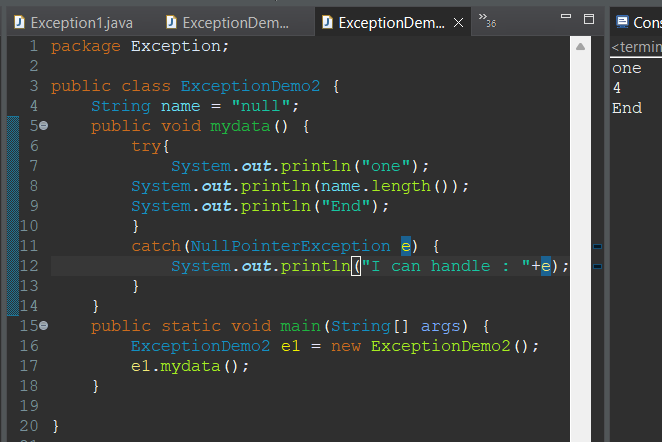 Exception1.java ExceptionDem... ExceptionDem... 36 Cons
1 package Exception; <termin
2 one
3 public class ExceptionDemo2 { 4
4 String name = "null"; End
5 public void mydata() {
6 try{
7 System.out.println("one");
8 System.out.println(name.length());
9 System.out.println("End");
10 }
11 catch(NullPointerException e) {
12 System.out.println("I can handle : "+e);
13 }
14 }
15 public static void main(String[] args) {
16 ExceptionDemo2 e1 = new ExceptionDemo2();
17 e1.mydata();
18 }
19
20 }